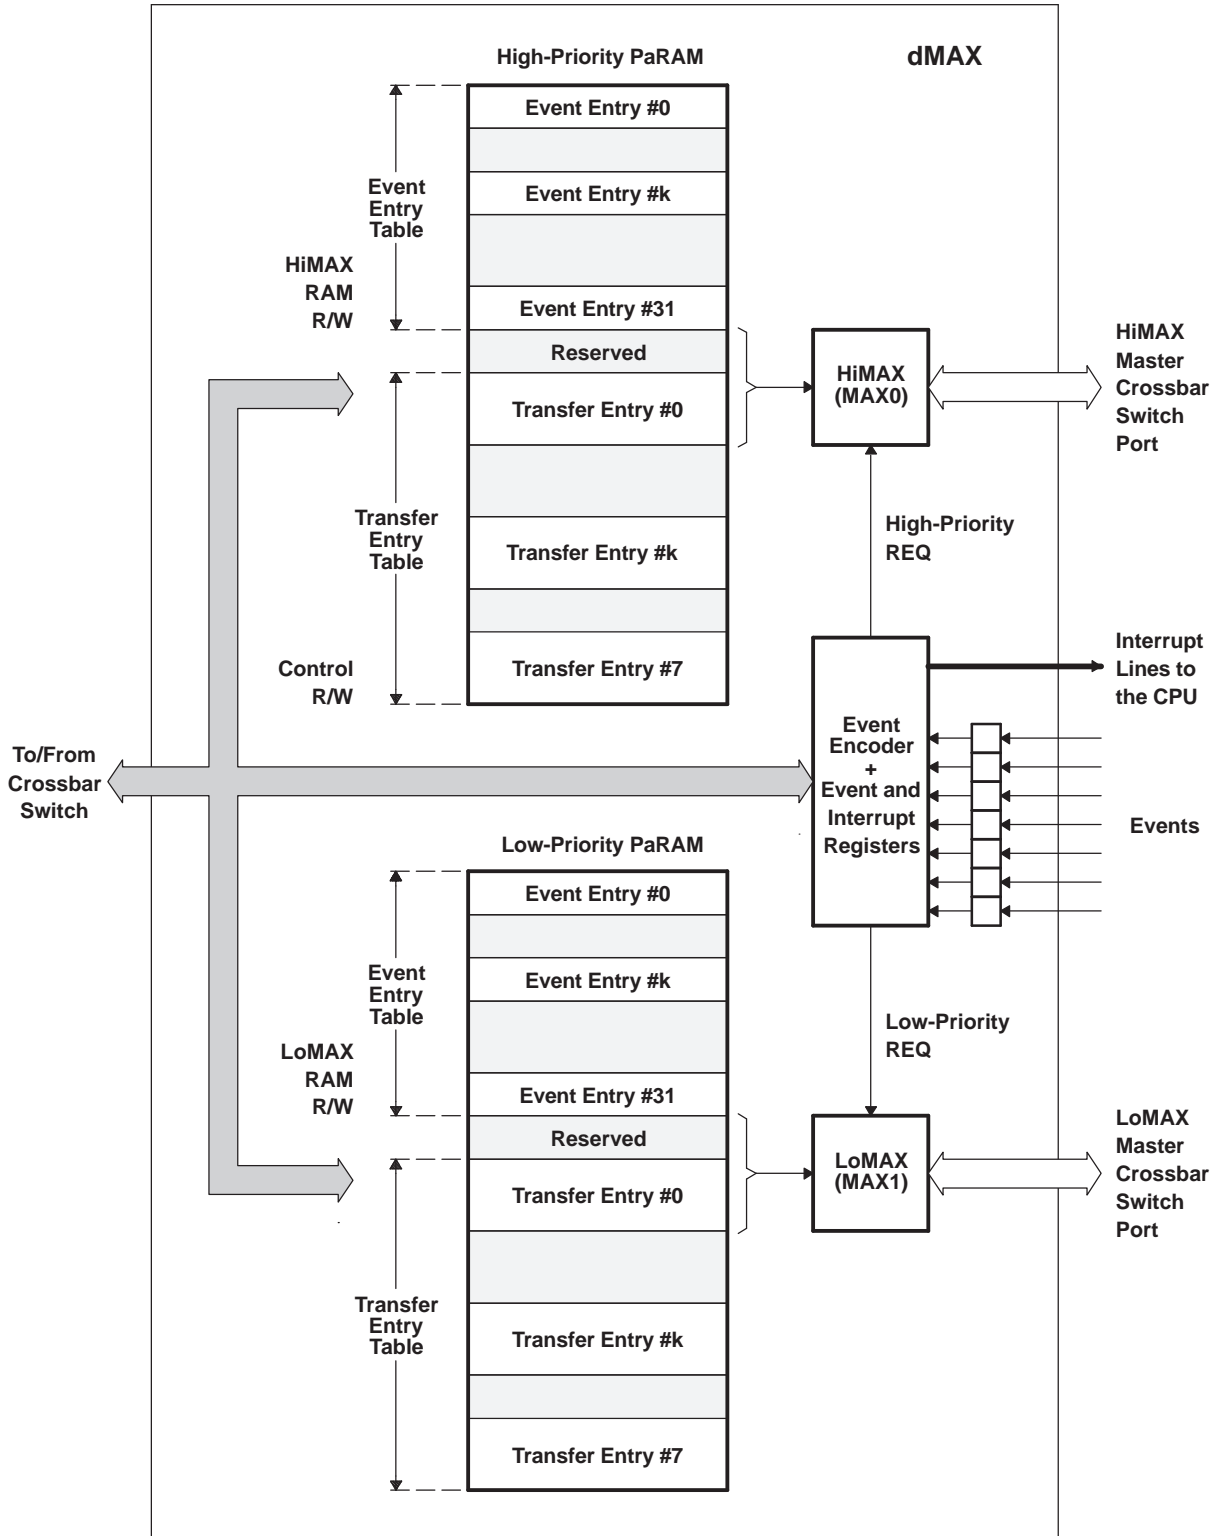 High-Priority PaRAM
dMAX
Event Entry #0
Event Entry #k
Event
Entry
Table
HiMAX
RAM
R/W
Event Entry #31
Reserved
Transfer Entry #0
HiMAX
(MAX0)
HiMAX
Master
Crossbar
Switch
Port
Transfer
Entry
Table
Transfer Entry #k
High-Priority
REQ
Control
R/W
Transfer Entry #7
Interrupt
Lines to
the CPU
To/From
Crossbar
Switch
Event
Encoder
+
Event and
Interrupt
Registers
Events
Low-Priority PaRAM
Event Entry #0
Event Entry #k
Event
Entry
Table
LoMAX
RAM
R/W
Event Entry #31
Reserved
Transfer Entry #0
Low-Priority
REQ
LoMAX
(MAX1)
LoMAX
Master
Crossbar
Switch
Port
Transfer
Entry
Table
Transfer Entry #k
Transfer Entry #7